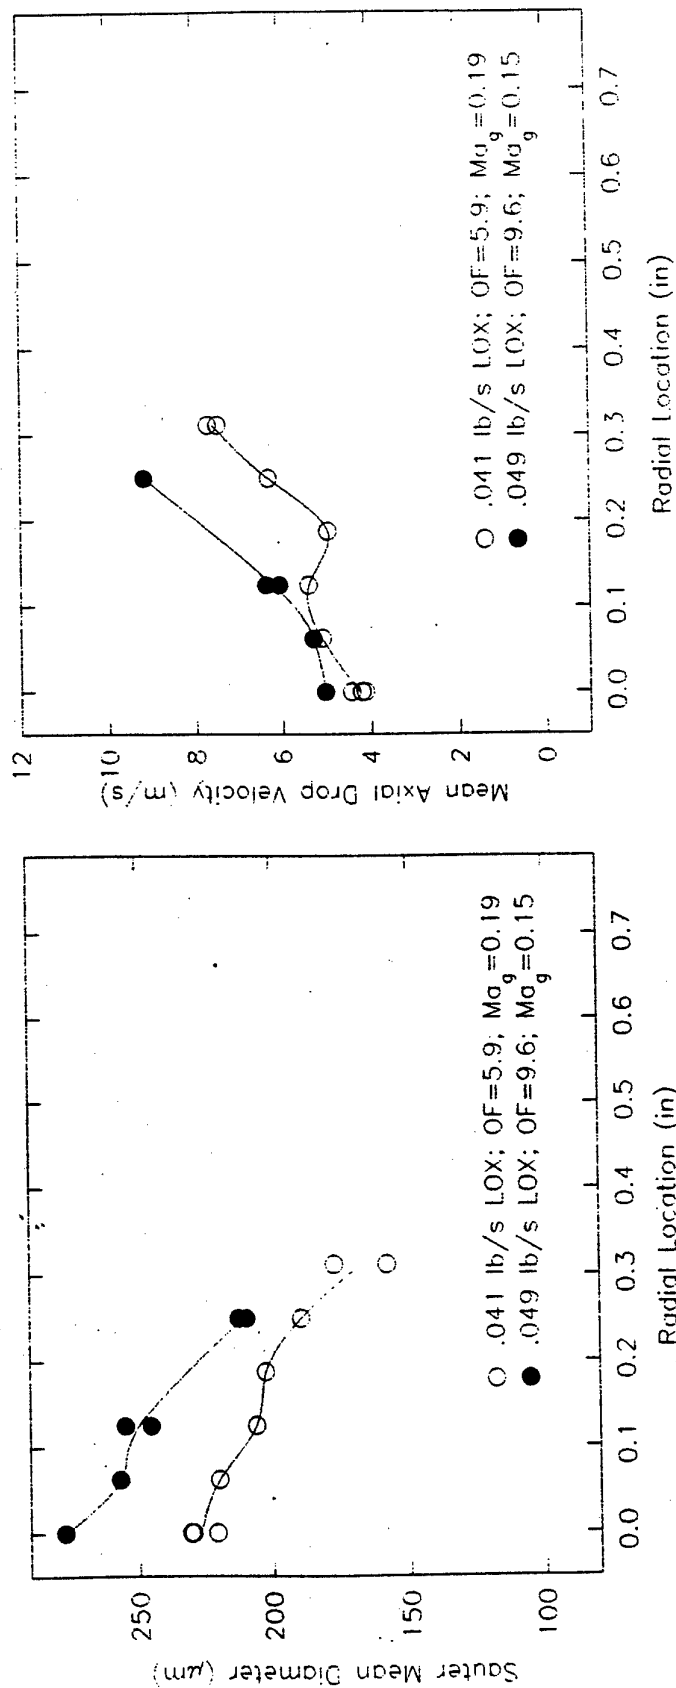 Sauter Mean Diameter (μm)
250
200
150
100
0.0 0.1 0.2 0.3 0.4 0.5 0.6 0.7
Radial Location (in)
.041 lb/s LOX; OF=5.9; Ma_g=0.19
.049 lb/s LOX; OF=9.6; Ma_g=0.15
Mean Axial Drop Velocity (m/s)
12
10
8
6
4
2
0
0.0 0.1 0.2 0.3 0.4 0.5 0.6 0.7
Radial Location (in)
.041 lb/s LOX; OF=5.9; Ma_g=0.19
.049 lb/s LOX; OF=9.6; Ma_g=0.15